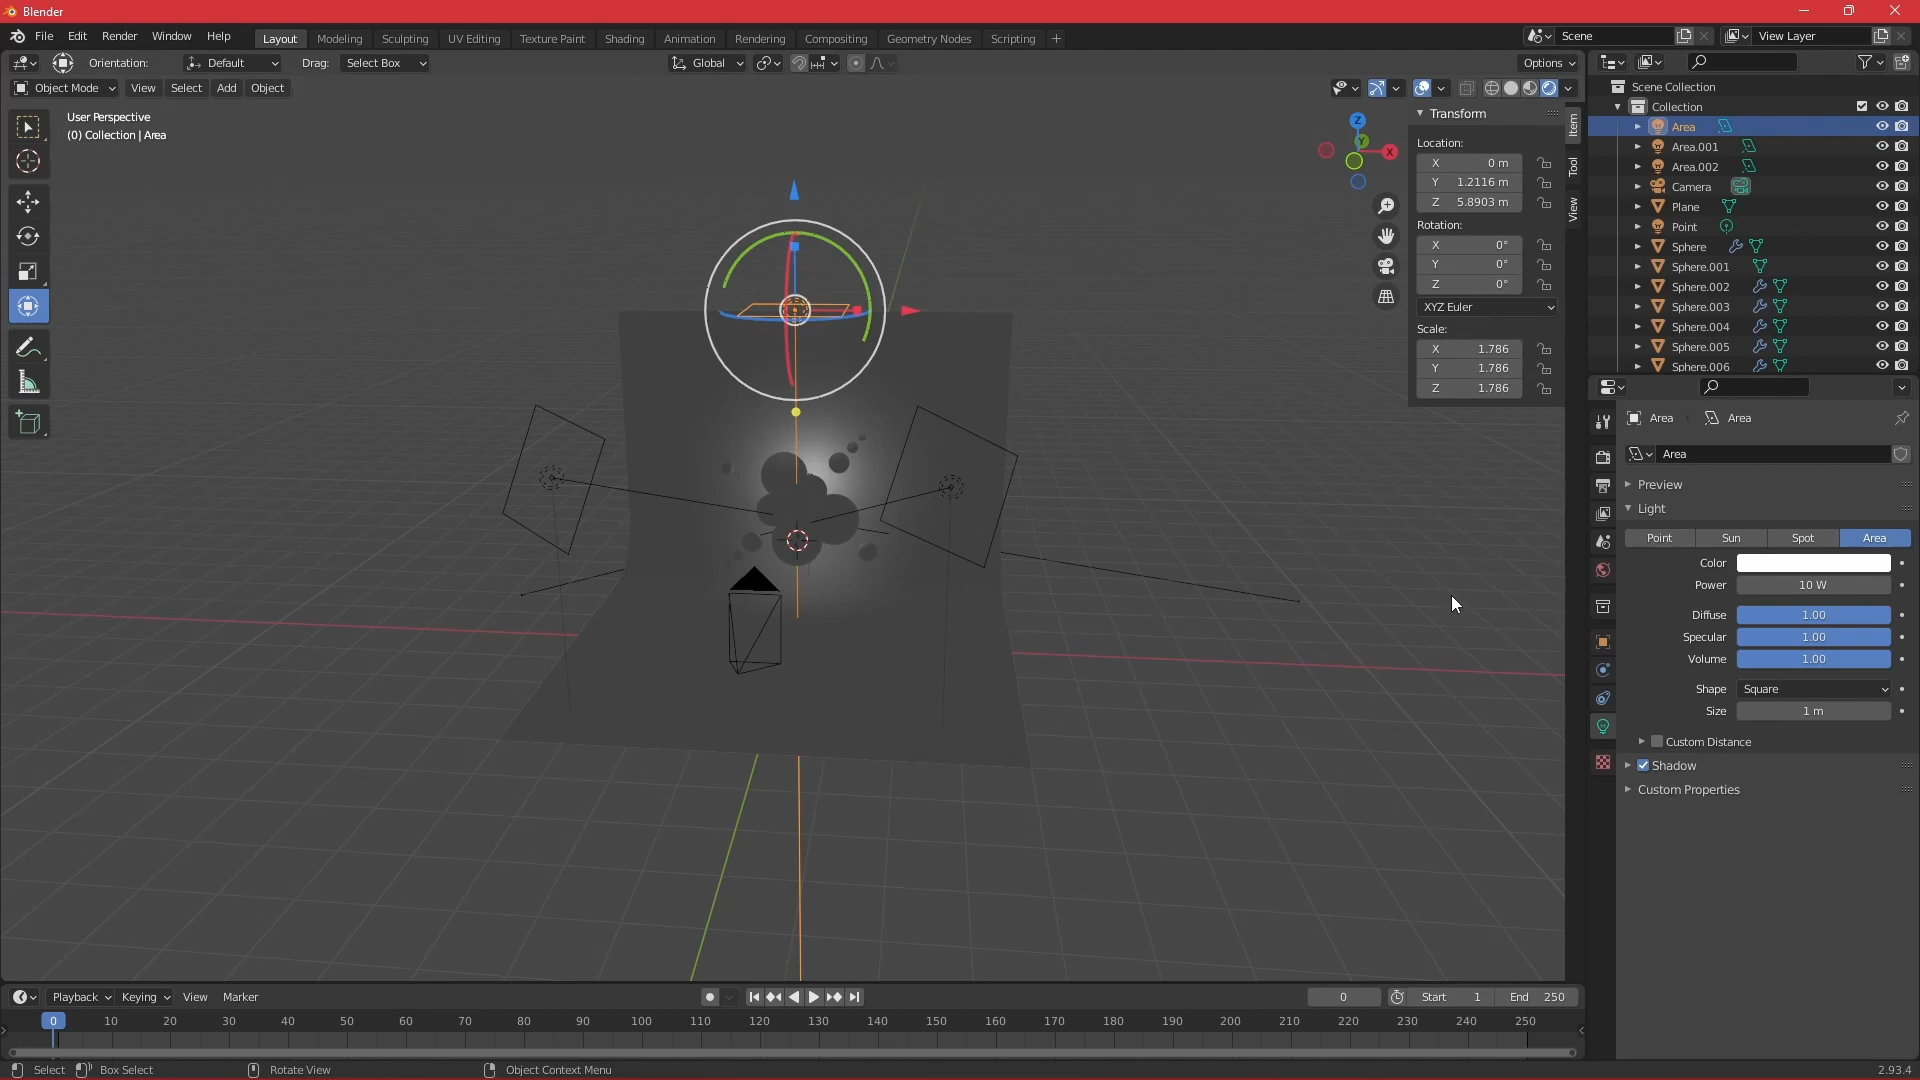 Blender
File Edit Render Window Help Layout Modeling Sculpting UV Editing Texture Paint Shading Animation Rendering Compositing Geometry Nodes Scripting + Scene View Layer
Orientation: Default Drag: Select Box Global Options
Object Mode View Select Add Object
User Perspective
(0) Collection | Area
Z
Y
X
Item
Tool
View
Transform
Location:
X 0 m
Y 1.2116 m
Z 5.8903 m
Rotation:
X 0°
Y 0°
Z 0°
XYZ Euler
Scale:
X 1.786
Y 1.786
Z 1.786
Scene Collection
Collection
Area
Area.001
Area.002
Camera
Plane
Point
Sphere
Sphere.001
Sphere.002
Sphere.003
Sphere.004
Sphere.005
Sphere.006
Area Area
Area
Preview
Light
Point Sun Spot Area
Color
Power 10 W
Diffuse 1.00
Specular 1.00
Volume 1.00
Shape Square
Size 1 m
Custom Distance
Shadow
Custom Properties
Playback Keying View Marker 0 Start 1 End 250
0 10 20 30 40 50 60 70 80 90 100 110 120 130 140 150 160 170 180 190 200 210 220 230 240 250
Select Box Select Rotate View Object Context Menu 2.93.4